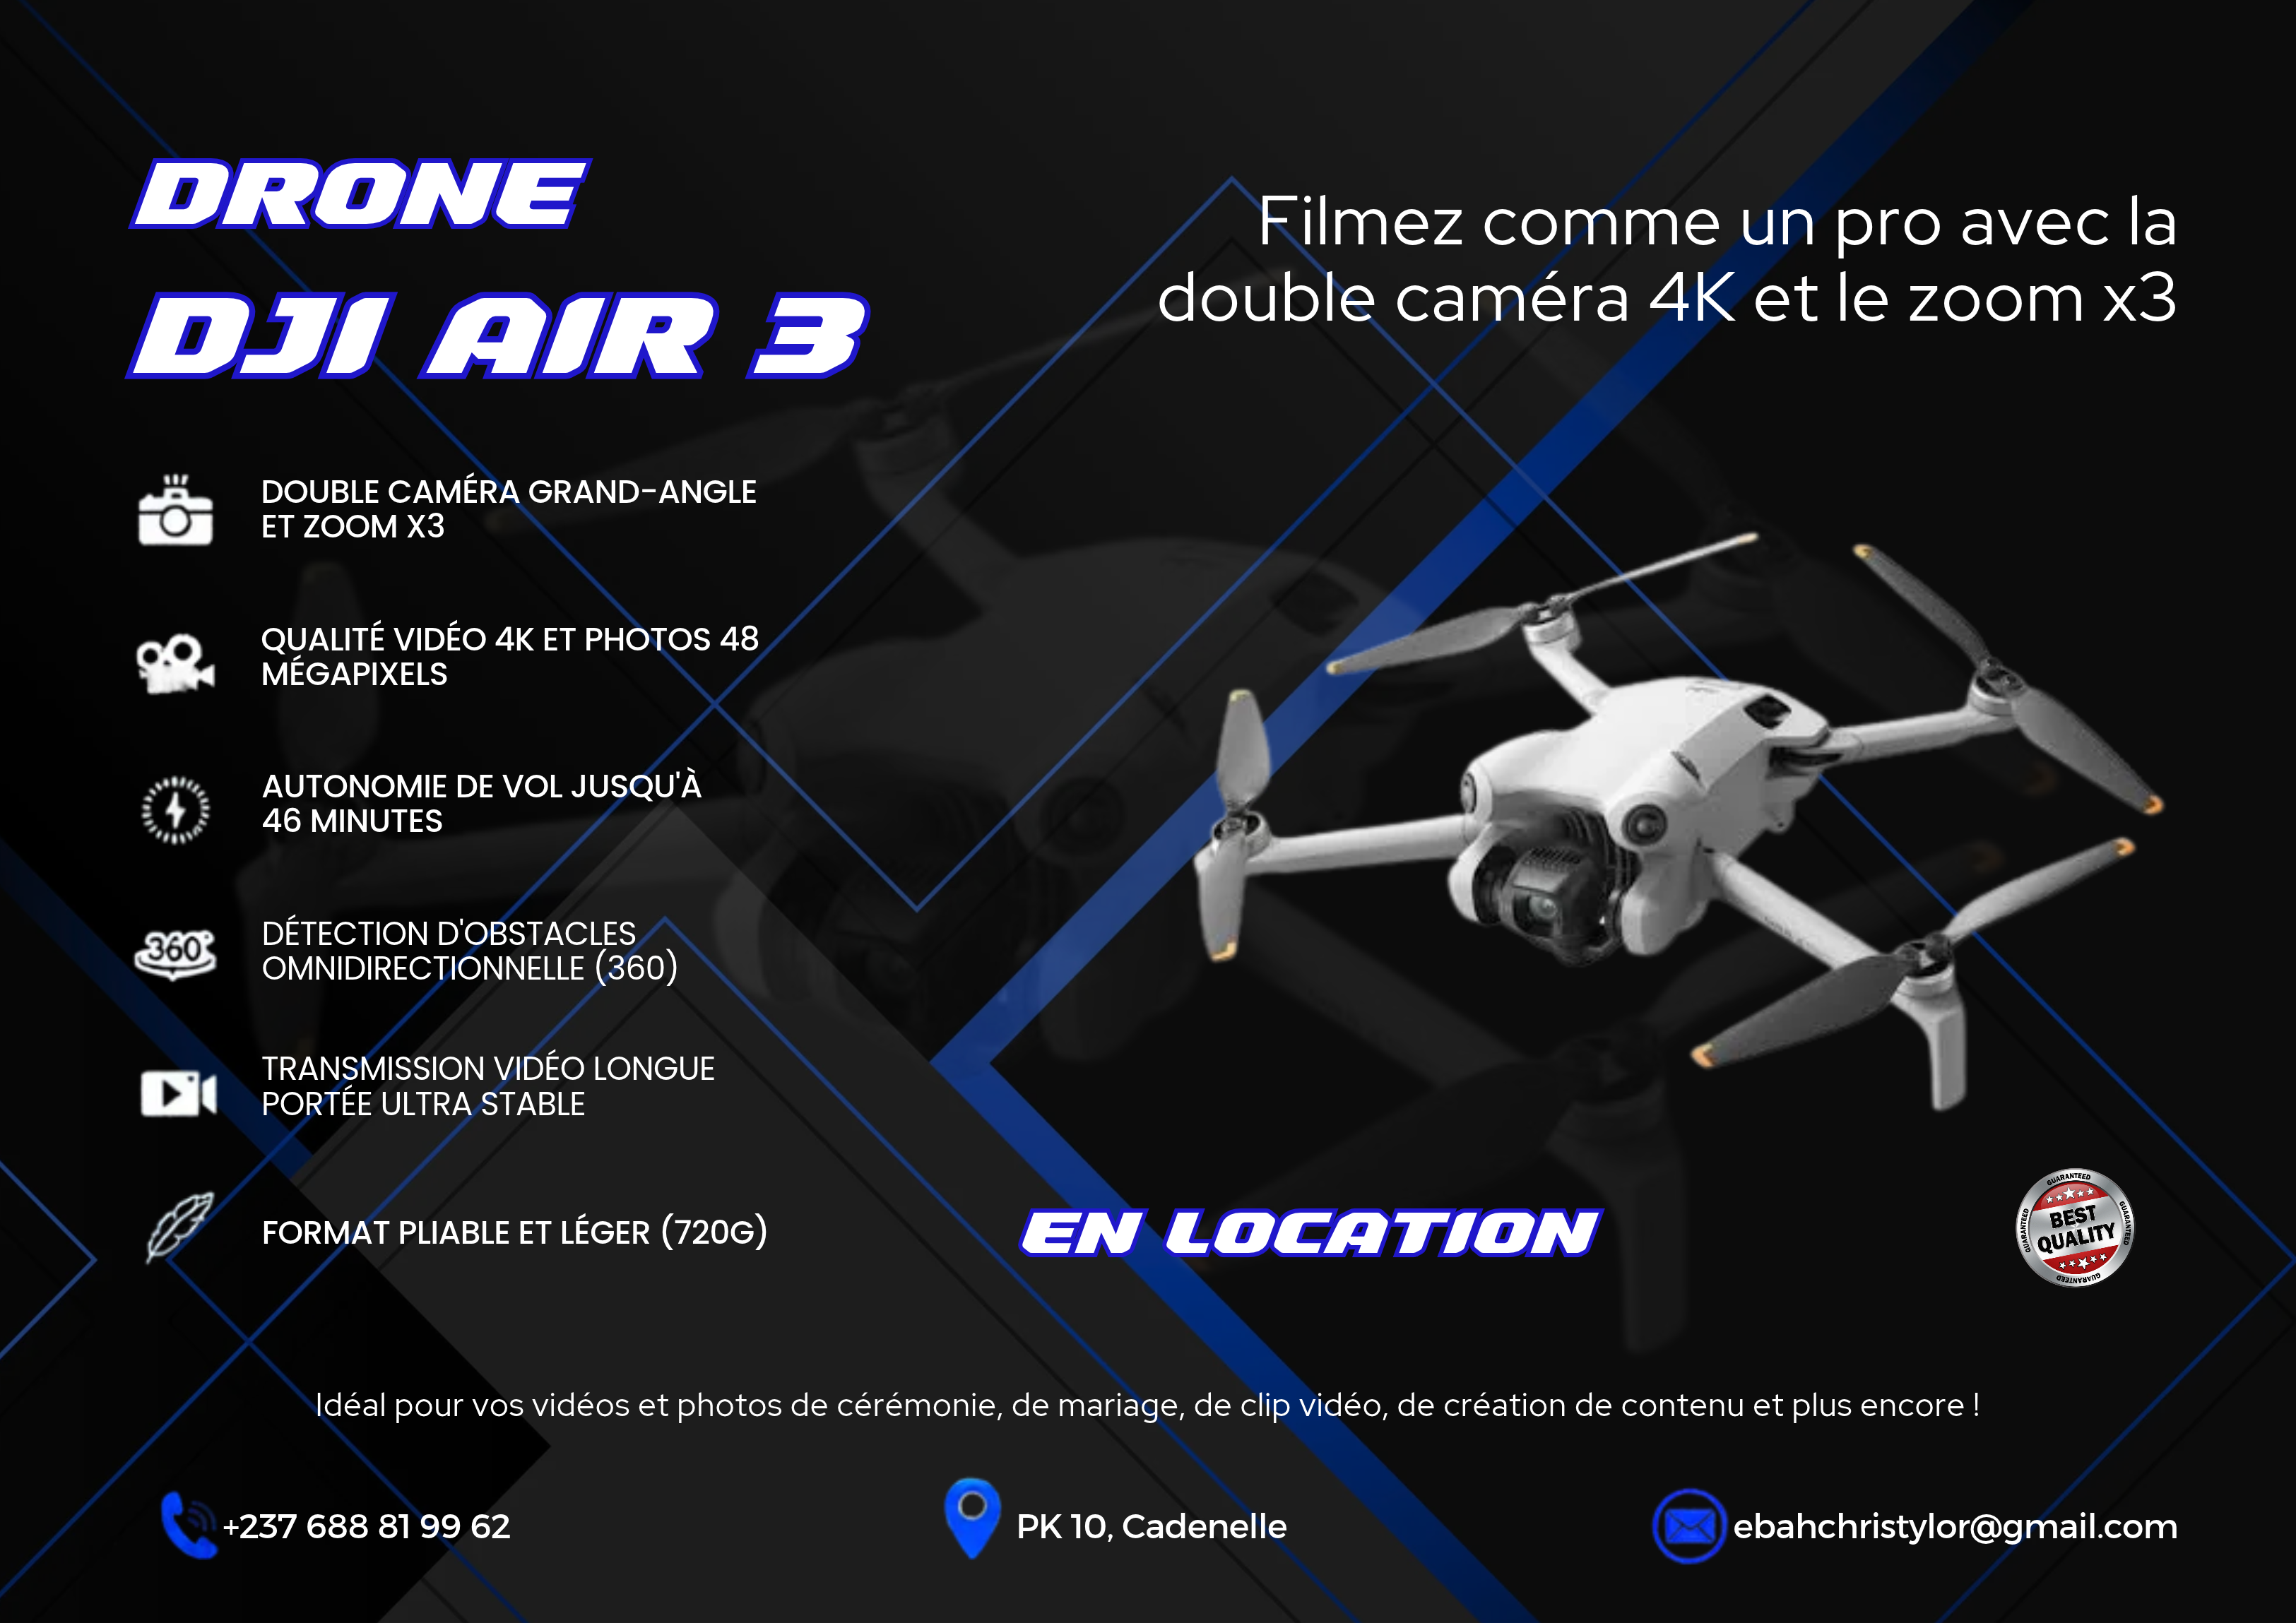 DRONE
DJI AIR 3
Filmez comme un pro avec la
double caméra 4K et le zoom x3
DOUBLE CAMÉRA GRAND-ANGLE
ET ZOOM X3
QUALITÉ VIDÉO 4K ET PHOTOS 48
MÉGAPIXELS
AUTONOMIE DE VOL JUSQU'À
46 MINUTES
360°
DÉTECTION D'OBSTACLES
OMNIDIRECTIONNELLE (360)
TRANSMISSION VIDÉO LONGUE
PORTÉE ULTRA STABLE
FORMAT PLIABLE ET LÉGER (720G)
EN LOCATION
GUARANTEED
BEST
QUALITY
GUARANTEED
GUARANTEED
GUARANTEED
Idéal pour vos vidéos et photos de cérémonie, de mariage, de clip vidéo, de création de contenu et plus encore !
+237 688 81 99 62
PK 10, Cadenelle
ebahchristylor@gmail.com